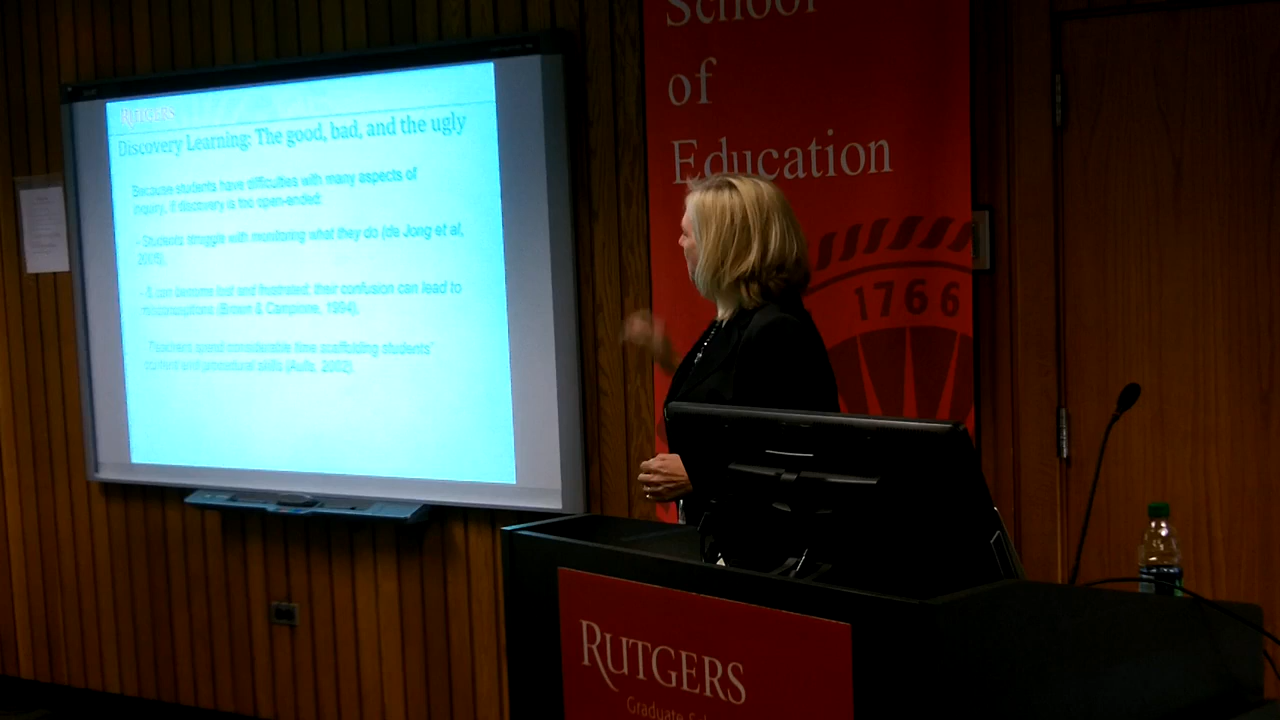 RUTGERS
Discovery Learning: The good, bad, and the ugly
Because students have difficulties with many aspects of
inquiry, if discovery is too open-ended:
- Students struggle with monitoring what they do (de Jong et al,
2005).
- S can become lost and frustrated; their confusion can lead to
misconceptions (Brown & Campione, 1994).
Teachers spend considerable time scaffolding students'
content and procedural skills (Aulls, 2002).
School
of
Education
1766
RUTGERS
Graduate